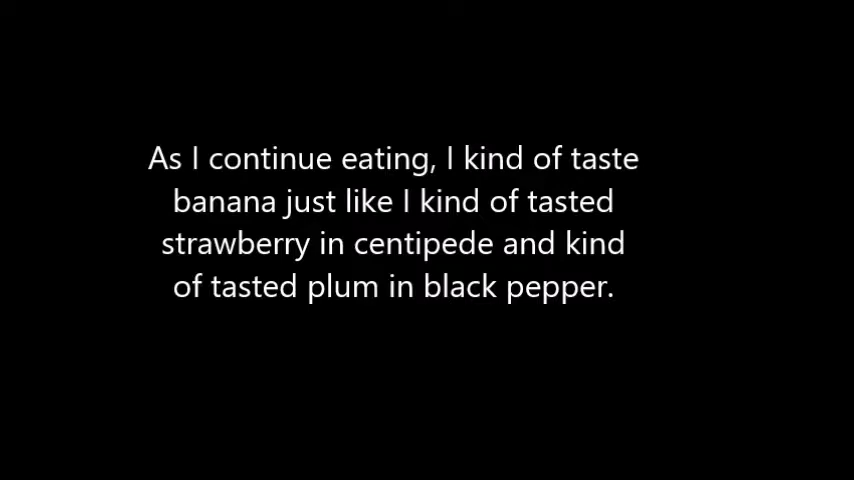 As I continue eating, I kind of taste
banana just like I kind of tasted
strawberry in centipede and kind
of tasted plum in black pepper.